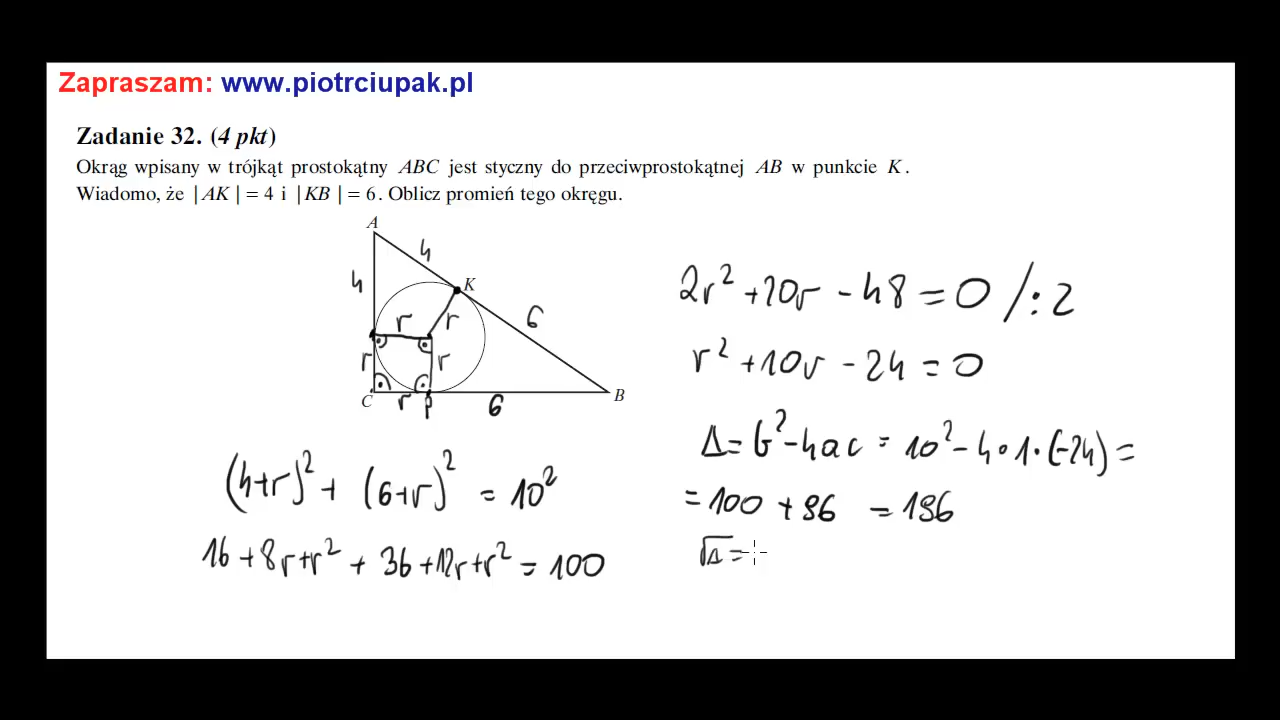 Zapraszam: www.piotrciupak.pl
Zadanie 32. (4 pkt)
Okrąg wpisany w trójkąt prostokątny ABC jest styczny do przeciwprostokątnej AB w punkcie K.
Wiadomo, że |AK| = 4 i |KB| = 6. Oblicz promień tego okręgu.
A
4
4
K
r
r
6
r
r
C
r
P
6
B
(4+r)² + (6+r)² = 10²
16 + 8r + r² + 36 + 12r + r² = 100
2r² + 20r - 48 = 0 /:2
r² + 10r - 24 = 0
Δ = b² - 4ac = 10² - 4·1·(-24) =
= 100 + 96 = 196
√Δ =